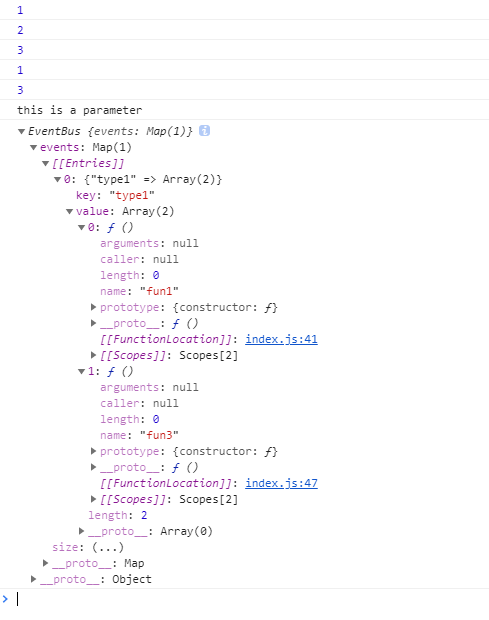 1
2
3
1
3
this is a parameter
▼EventBus {events: Map(1)} i
▼events: Map(1)
▼[[Entries]]
▼0: {"type1" => Array(2)}
key: "type1"
▼value: Array(2)
▼0: ƒ ()
arguments: null
caller: null
length: 0
name: "fun1"
▶prototype: {constructor: ƒ}
▶__proto__: ƒ ()
[[FunctionLocation]]: index.js:41
▶[[Scopes]]: Scopes[2]
▼1: ƒ ()
arguments: null
caller: null
length: 0
name: "fun3"
▶prototype: {constructor: ƒ}
▶__proto__: ƒ ()
[[FunctionLocation]]: index.js:47
▶[[Scopes]]: Scopes[2]
length: 2
▶__proto__: Array(0)
size: (...)
▶__proto__: Map
▶__proto__: Object
>